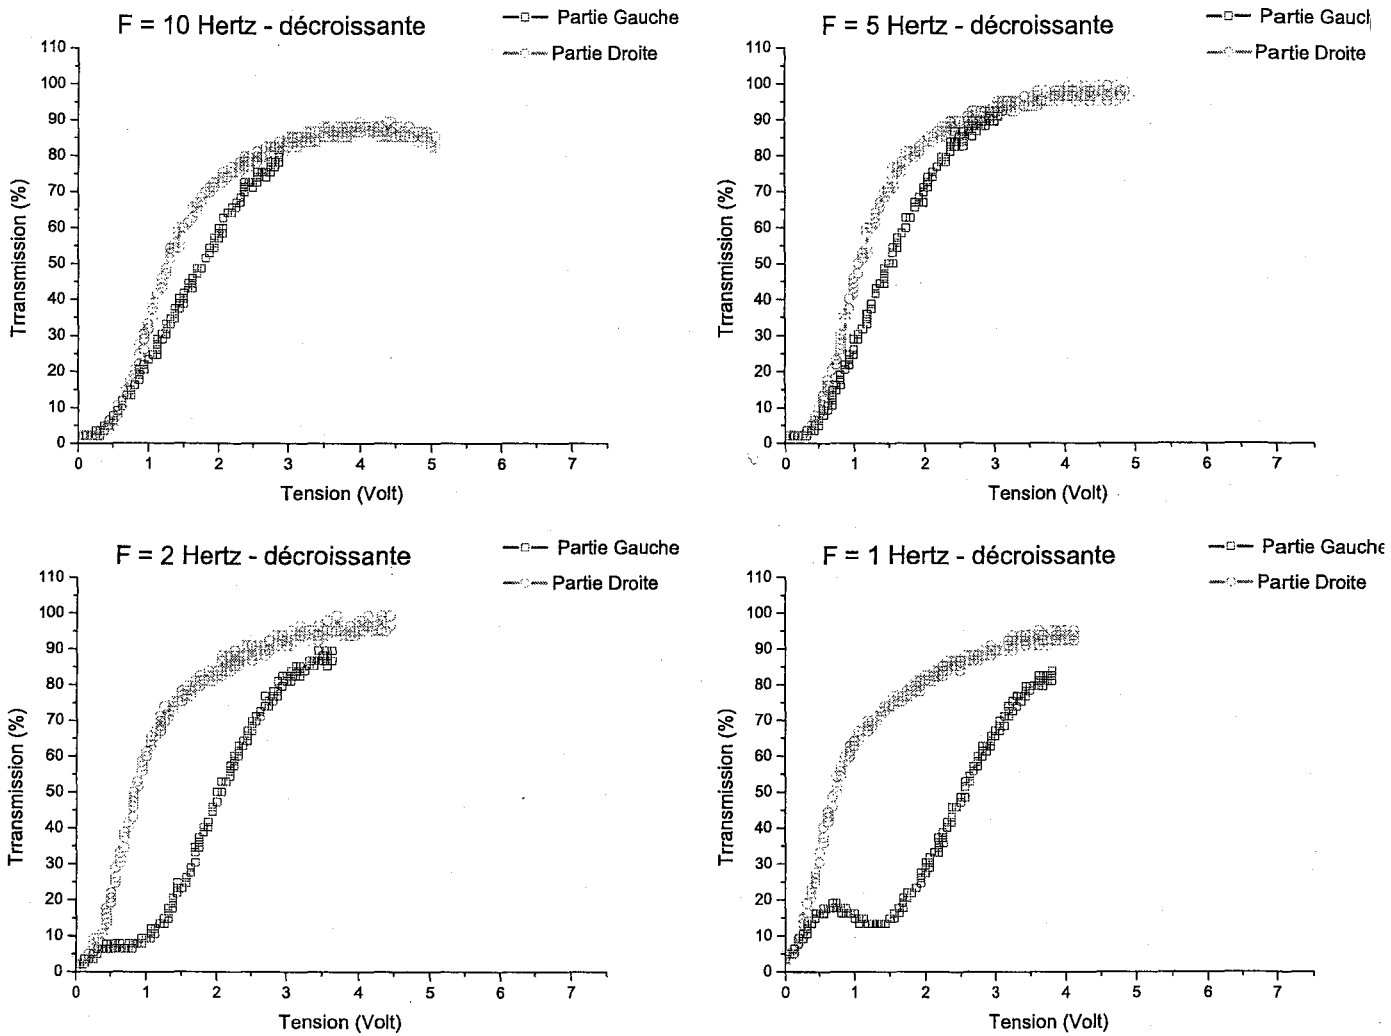 F = 10 Hertz - décroissante
Partie Gauche
Partie Droite
Trransmission (%)
110
100
90
80
70
60
50
40
30
20
10
0
0 1 2 3 4 5 6 7
Tension (Volt)
F = 5 Hertz - décroissante
Partie Gaucl
Partie Droite
Trransmission (%)
110
100
90
80
70
60
50
40
30
20
10
0
0 1 2 3 4 5 6 7
Tension (Volt)
F = 2 Hertz - décroissante
Partie Gauche
Partie Droite
Trransmission (%)
110
100
90
80
70
60
50
40
30
20
10
0
0 1 2 3 4 5 6 7
Tension (Volt)
F = 1 Hertz - décroissante
Partie Gauche
Partie Droite
Trransmission (%)
110
100
90
80
70
60
50
40
30
20
10
0
0 1 2 3 4 5 6 7
Tension (Volt)